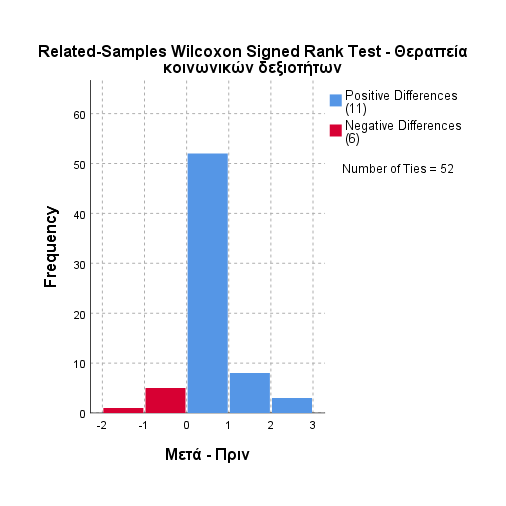 Related-Samples Wilcoxon Signed Rank Test - Θεραπεία
κοινωνικών δεξιοτήτων
Positive Differences
(11)
Negative Differences
(6)
Number of Ties = 52
Frequency
60
50
40
30
20
10
0
-2 -1 0 1 2 3
Μετά - Πριν